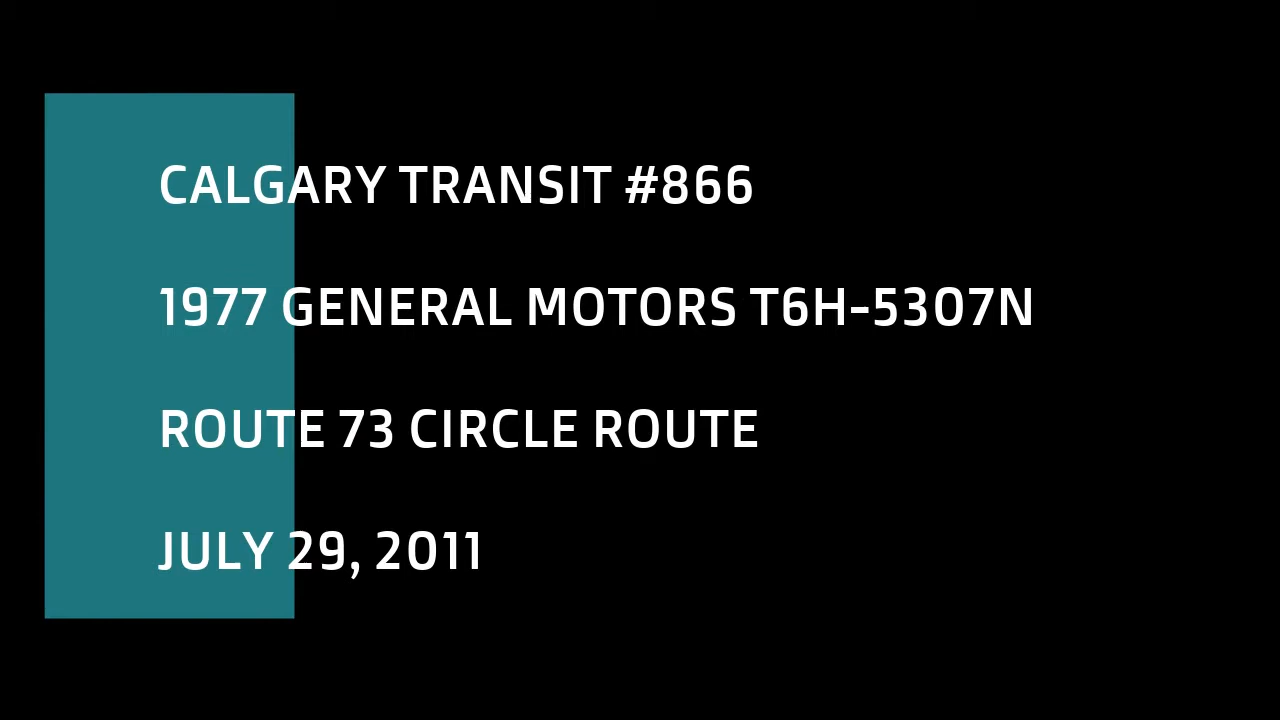 CALGARY TRANSIT #866
1977 GENERAL MOTORS T6H-5307N
ROUTE 73 CIRCLE ROUTE
JULY 29, 2011